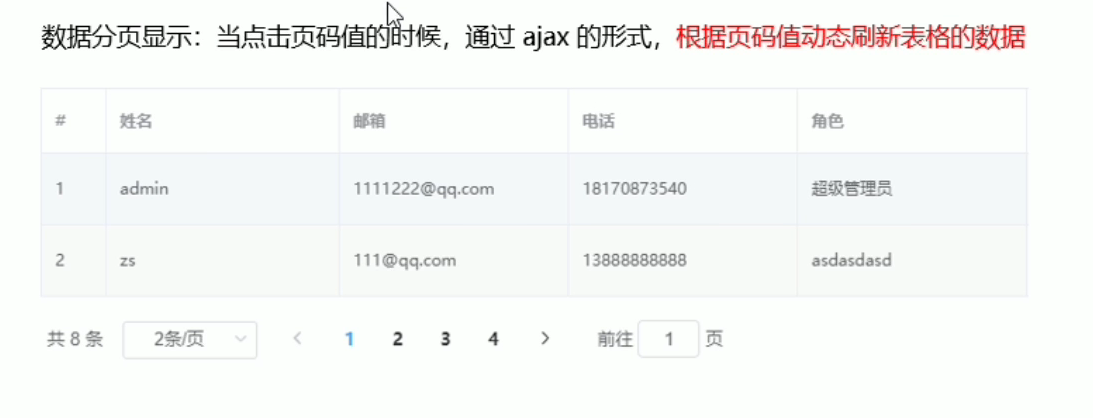 数据分页显示：当点击页码值的时候，通过 ajax 的形式，根据页码值动态刷新表格的数据
# 姓名 邮箱 电话 角色
1 admin 1111222@qq.com 18170873540 超级管理员
2 zs 111@qq.com 13888888888 asdasdasd
共 8 条 2条/页 1 2 3 4 前往 1 页